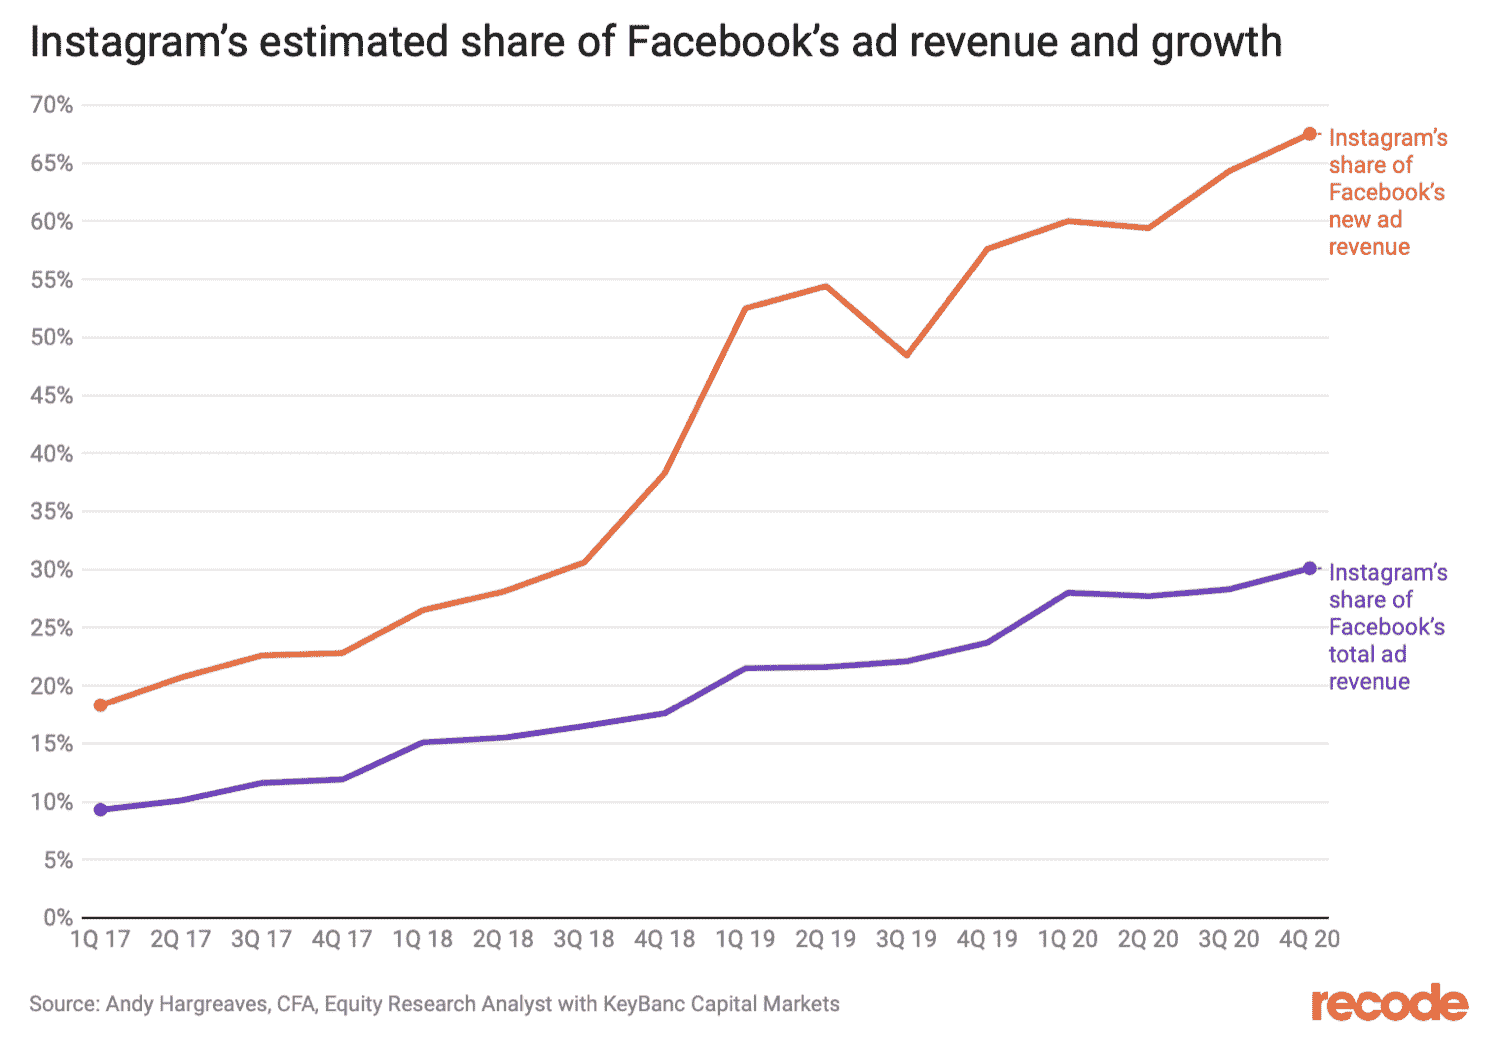 Instagram's estimated share of Facebook's ad revenue and growth
70%
65%
60%
55%
50%
45%
40%
35%
30%
25%
20%
15%
10%
5%
0%
Instagram's
share of
Facebook's
new ad
revenue
Instagram's
share of
Facebook's
total ad
revenue
1Q 17 2Q 17 3Q 17 4Q 17 1Q 18 2Q 18 3Q 18 4Q 18 1Q 19 2Q 19 3Q 19 4Q 19 1Q 20 2Q 20 3Q 20 4Q 20
Source: Andy Hargreaves, CFA, Equity Research Analyst with KeyBanc Capital Markets
recode